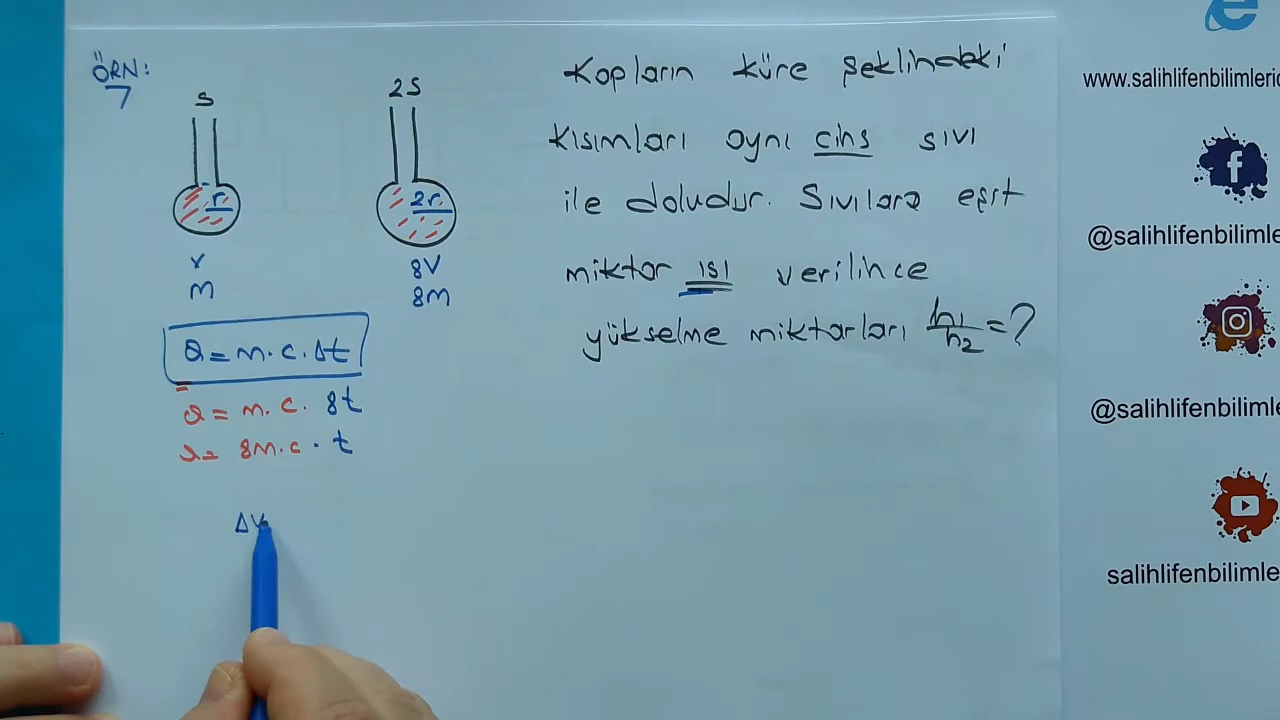 ÖRN:
7
S
2S
r
2r
V
m
8V
8m
Q = m.c.Δt
Q = m.c. 8t
Q = 8m.c. t
ΔV
Kapların küre şeklindeki
kısımları aynı cins sıvı
ile doludur. Sıvılara eşit
miktar ısı verilince
yükselme miktarları h1/h2 = ?
www.salihlifenbilimleric
@salihlifenbilimle
@salihlifenbilimle
salihlifenbilimle